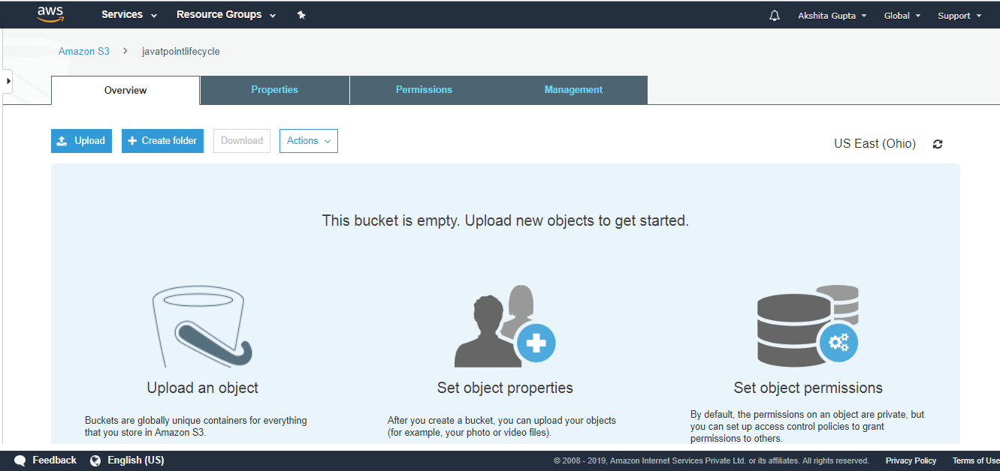 aws Services Resource Groups Akshita Gupta Global Support
Amazon S3 > javatpointlifecycle
Overview Properties Permissions Management
Upload Create folder Download Actions US East (Ohio)
This bucket is empty. Upload new objects to get started.
Upload an object
Buckets are globally unique containers for everything
that you store in Amazon S3.
Set object properties
After you create a bucket, you can upload your objects
(for example, your photo or video files).
Set object permissions
By default, the permissions on an object are private, but
you can set up access control policies to grant
permissions to others.
Feedback English (US) © 2008 - 2019, Amazon Internet Services Private Ltd. or its affiliates. All rights reserved. Privacy Policy Terms of Use